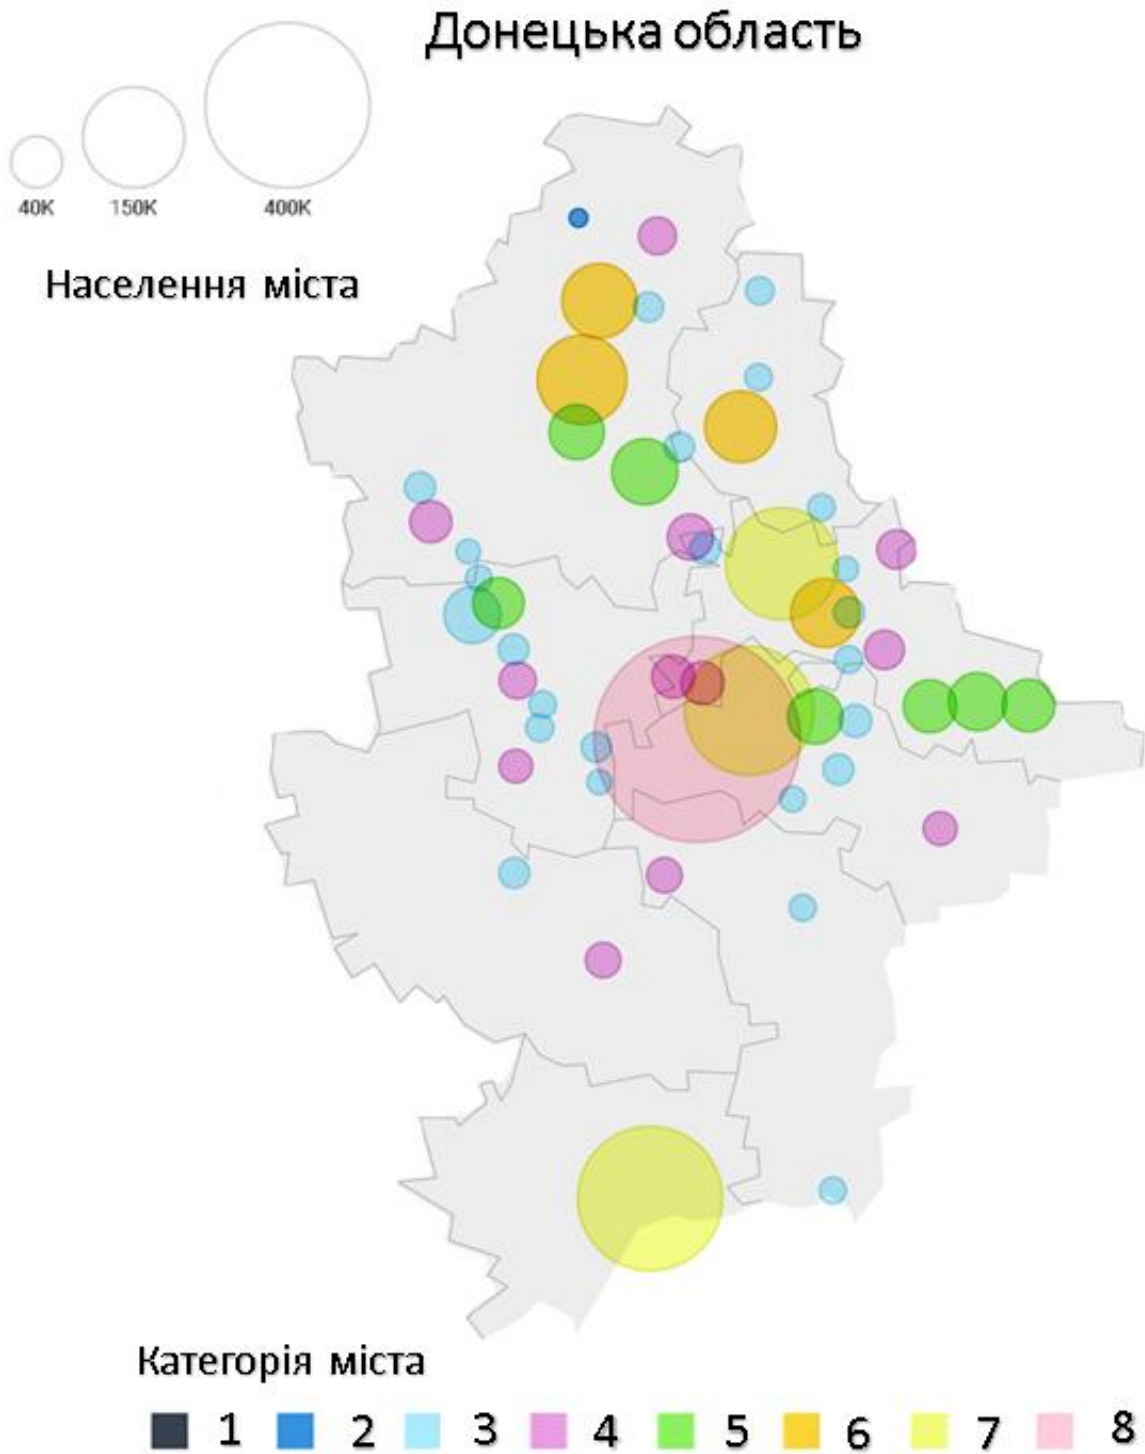 Донецька область
40K 150K 400K
Населення міста
Категорія міста
1 2 3 4 5 6 7 8